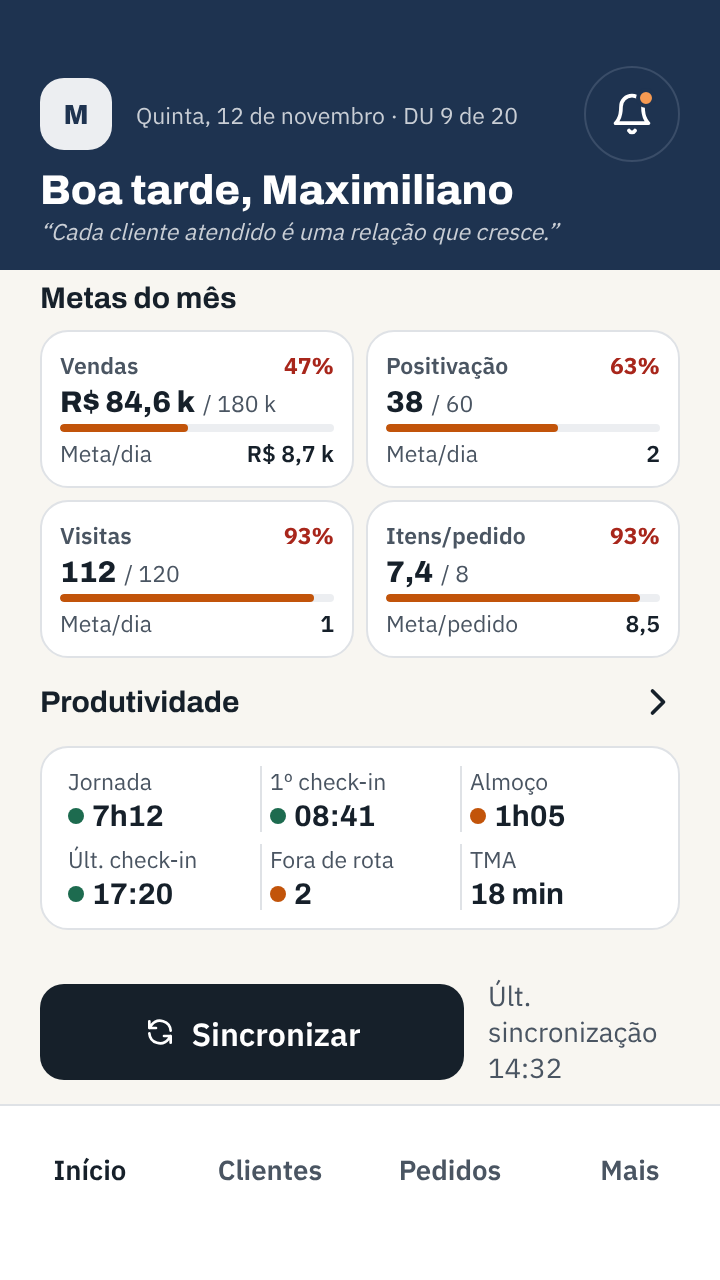 M
Quinta, 12 de novembro · DU 9 de 20
Boa tarde, Maximiliano
“Cada cliente atendido é uma relação que cresce.”
Metas do mês
Vendas 47%
R$ 84,6 k / 180 k
Meta/dia R$ 8,7 k
Positivação 63%
38 / 60
Meta/dia 2
Visitas 93%
112 / 120
Meta/dia 1
Itens/pedido 93%
7,4 / 8
Meta/pedido 8,5
Produtividade
Jornada 1º check-in Almoço
7h12 08:41 1h05
Últ. check-in Fora de rota TMA
17:20 2 18 min
Sincronizar
Últ.
sincronização
14:32
Início Clientes Pedidos Mais